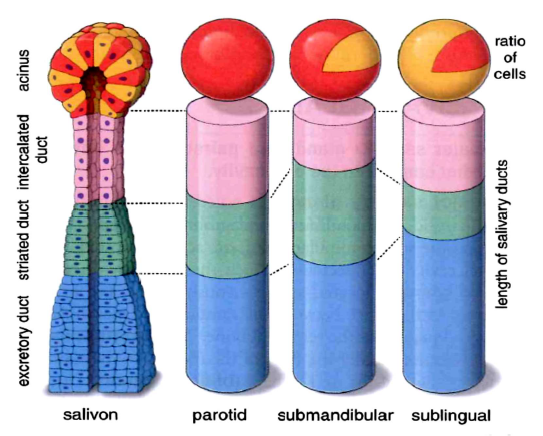 acinus
intercalated
duct
striated duct
excretory duct
ratio
of
cells
length of salivary ducts
salivon
parotid
submandibular
sublingual